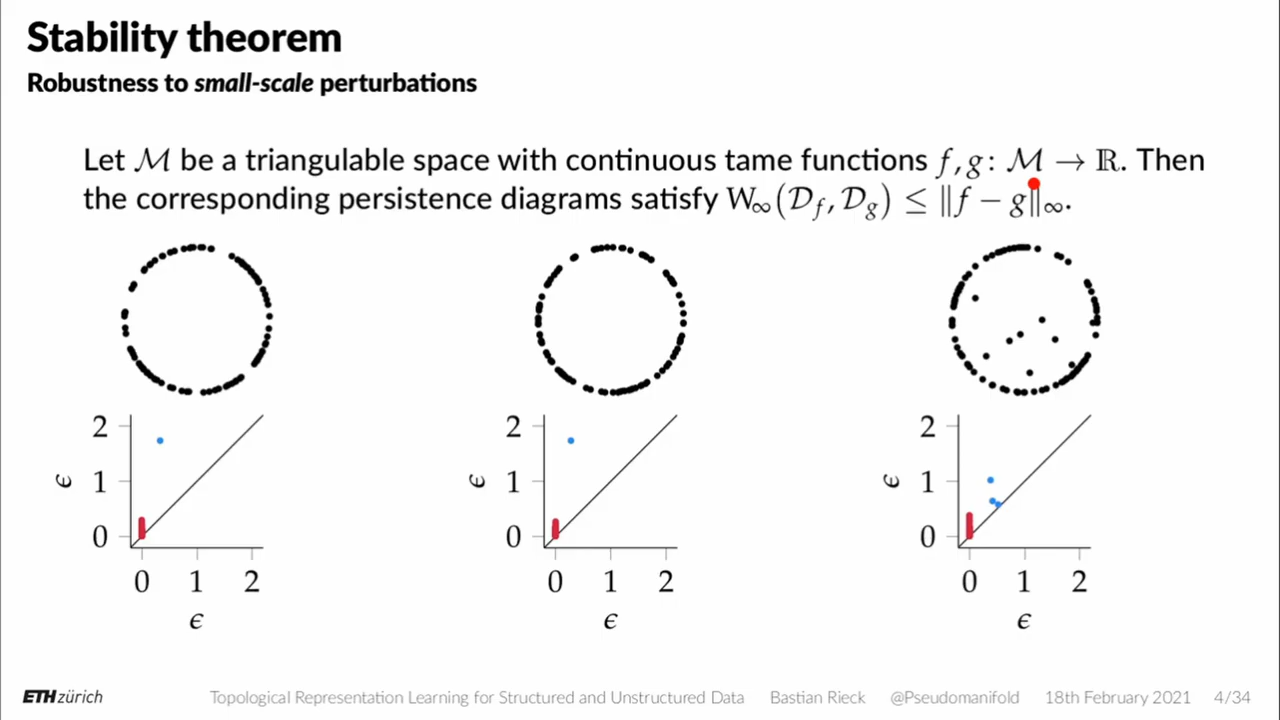 Stability theorem
Robustness to small-scale perturbations
Let ℳ be a triangulable space with continuous tame functions f, g: ℳ → ℝ. Then
the corresponding persistence diagrams satisfy W∞(𝒟f, 𝒟g) ≤ ‖f − g‖∞.
2 2 2
ϵ 1 ϵ 1 ϵ 1
0 0 0
0 1 2 0 1 2 0 1 2
ϵ ϵ ϵ
ETH zürich Topological Representation Learning for Structured and Unstructured Data Bastian Rieck @Pseudomanifold 18th February 2021 4/34